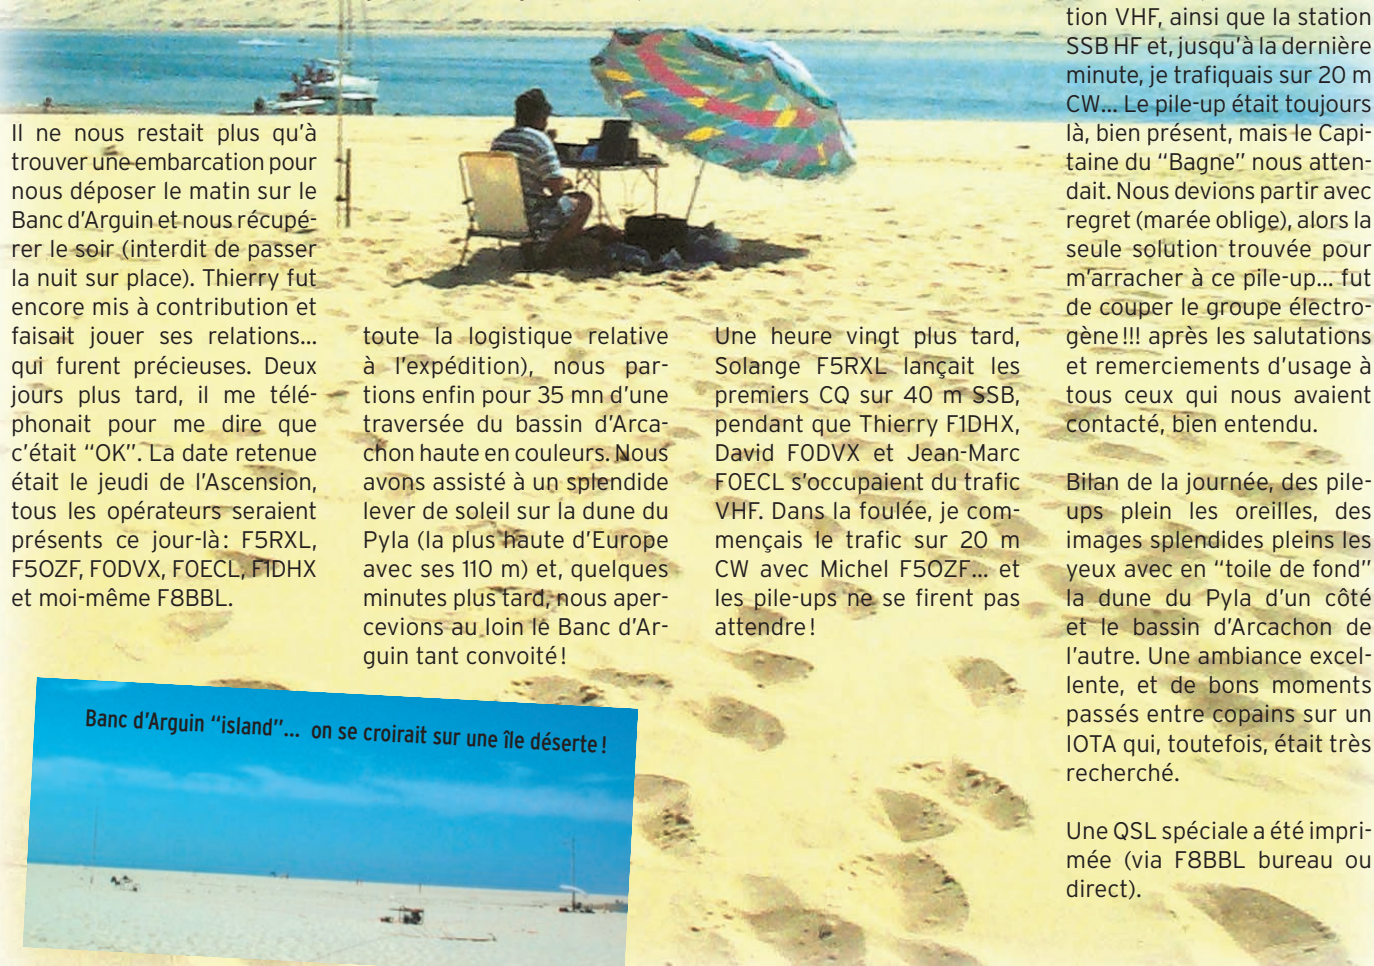 Il ne nous restait plus qu'à
trouver une embarcation pour
nous déposer le matin sur le
Banc d'Arguin et nous récupé-
rer le soir (interdit de passer
la nuit sur place). Thierry fut
encore mis à contribution et
faisait jouer ses relations...
qui furent précieuses. Deux
jours plus tard, il me télé-
phonait pour me dire que
c'était "OK". La date retenue
était le jeudi de l'Ascension,
tous les opérateurs seraient
présents ce jour-là: F5RXL,
F5OZF, F0DVX, F0ECL, F1DHX
et moi-même F8BBL.
toute la logistique relative
à l'expédition), nous par-
tions enfin pour 35 mn d'une
traversée du bassin d'Arca-
chon haute en couleurs. Nous
avons assisté à un splendide
lever de soleil sur la dune du
Pyla (la plus haute d'Europe
avec ses 110 m) et, quelques
minutes plus tard, nous aper-
cevions au loin le Banc d'Ar-
guin tant convoité!
Une heure vingt plus tard,
Solange F5RXL lançait les
premiers CQ sur 40 m SSB,
pendant que Thierry F1DHX,
David F0DVX et Jean-Marc
F0ECL s'occupaient du trafic
VHF. Dans la foulée, je com-
mençais le trafic sur 20 m
CW avec Michel F5OZF... et
les pile-ups ne se firent pas
attendre!
tion VHF, ainsi que la station
SSB HF et, jusqu'à la dernière
minute, je trafiquais sur 20 m
CW... Le pile-up était toujours
là, bien présent, mais le Capi-
taine du "Bagne" nous atten-
dait. Nous devions partir avec
regret (marée oblige), alors la
seule solution trouvée pour
m'arracher à ce pile-up... fut
de couper le groupe électro-
gène!!! après les salutations
et remerciements d'usage à
tous ceux qui nous avaient
contacté, bien entendu.
Bilan de la journée, des pile-
ups plein les oreilles, des
images splendides pleins les
yeux avec en "toile de fond"
la dune du Pyla d'un côté
et le bassin d'Arcachon de
l'autre. Une ambiance excel-
lente, et de bons moments
passés entre copains sur un
IOTA qui, toutefois, était très
recherché.
Une QSL spéciale a été impri-
mée (via F8BBL bureau ou
direct).
Banc d'Arguin "island"... on se croirait sur une île déserte!